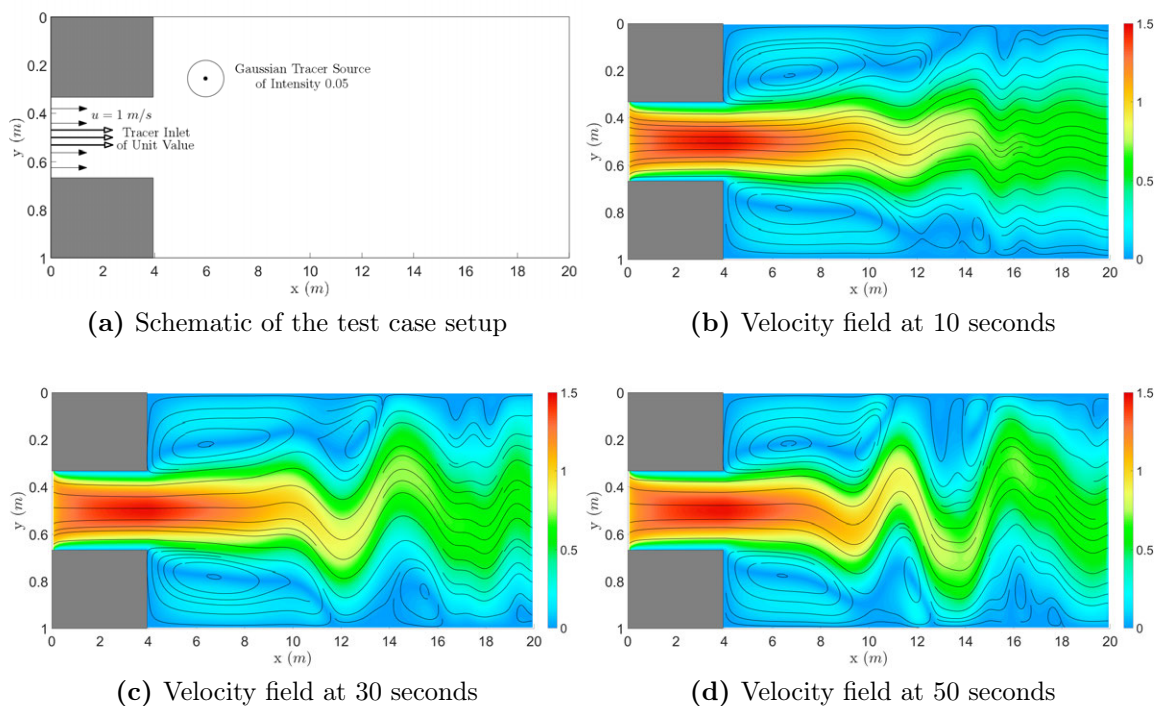 0
0.2
0.4
0.6
0.8
1
y (m)
Gaussian Tracer Source
of Intensity 0.05
u = 1 m/s
Tracer Inlet
of Unit Value
0 2 4 6 8 10 12 14 16 18 20
x (m)
(a) Schematic of the test case setup
0
0.2
0.4
0.6
0.8
1
y (m)
0 2 4 6 8 10 12 14 16 18 20
x (m)
1.5
1
0.5
0
(b) Velocity field at 10 seconds
0
0.2
0.4
0.6
0.8
1
y (m)
0 2 4 6 8 10 12 14 16 18 20
x (m)
1.5
1
0.5
0
(c) Velocity field at 30 seconds
0
0.2
0.4
0.6
0.8
1
y (m)
0 2 4 6 8 10 12 14 16 18 20
x (m)
1.5
1
0.5
0
(d) Velocity field at 50 seconds